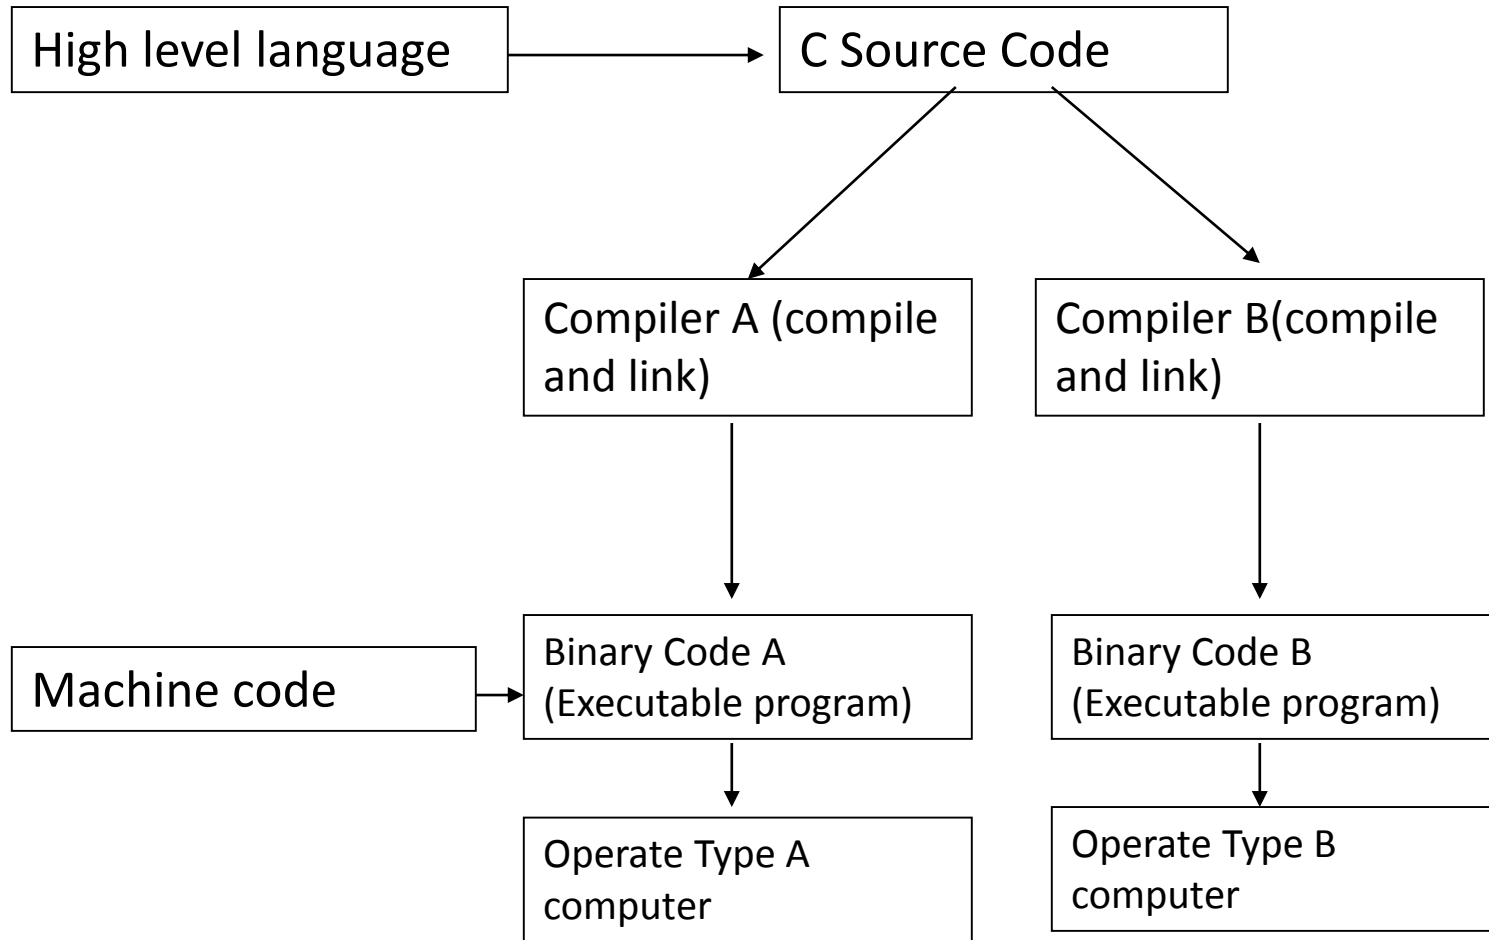 High level language
C Source Code
Compiler A (compile
and link)
Compiler B(compile
and link)
Machine code
Binary Code A
(Executable program)
Binary Code B
(Executable program)
Operate Type A
computer
Operate Type B
computer